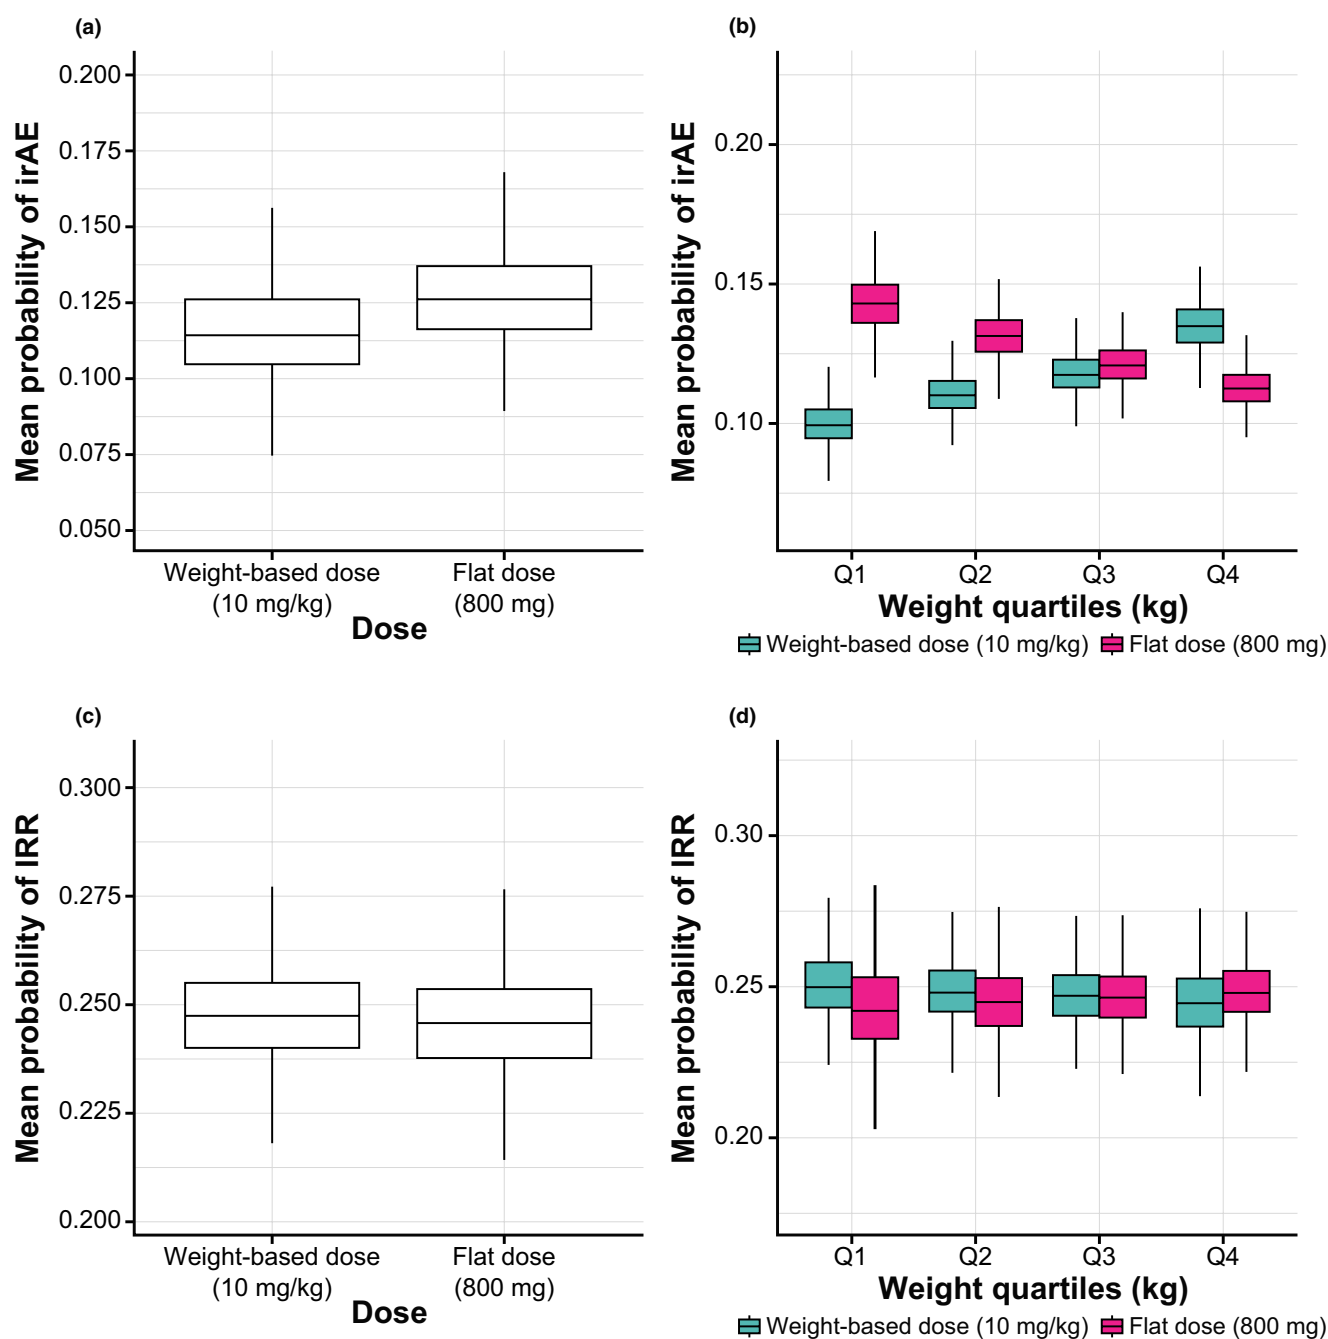 (a)
Mean probability of irAE
0.200
0.175
0.150
0.125
0.100
0.075
0.050
Weight-based dose
(10 mg/kg)
Flat dose
(800 mg)
Dose
(b)
Mean probability of irAE
0.20
0.15
0.10
Q1 Q2 Q3 Q4
Weight quartiles (kg)
Weight-based dose (10 mg/kg) Flat dose (800 mg)
(c)
Mean probability of IRR
0.300
0.275
0.250
0.225
0.200
Weight-based dose
(10 mg/kg)
Flat dose
(800 mg)
Dose
(d)
Mean probability of IRR
0.30
0.25
0.20
Q1 Q2 Q3 Q4
Weight quartiles (kg)
Weight-based dose (10 mg/kg) Flat dose (800 mg)